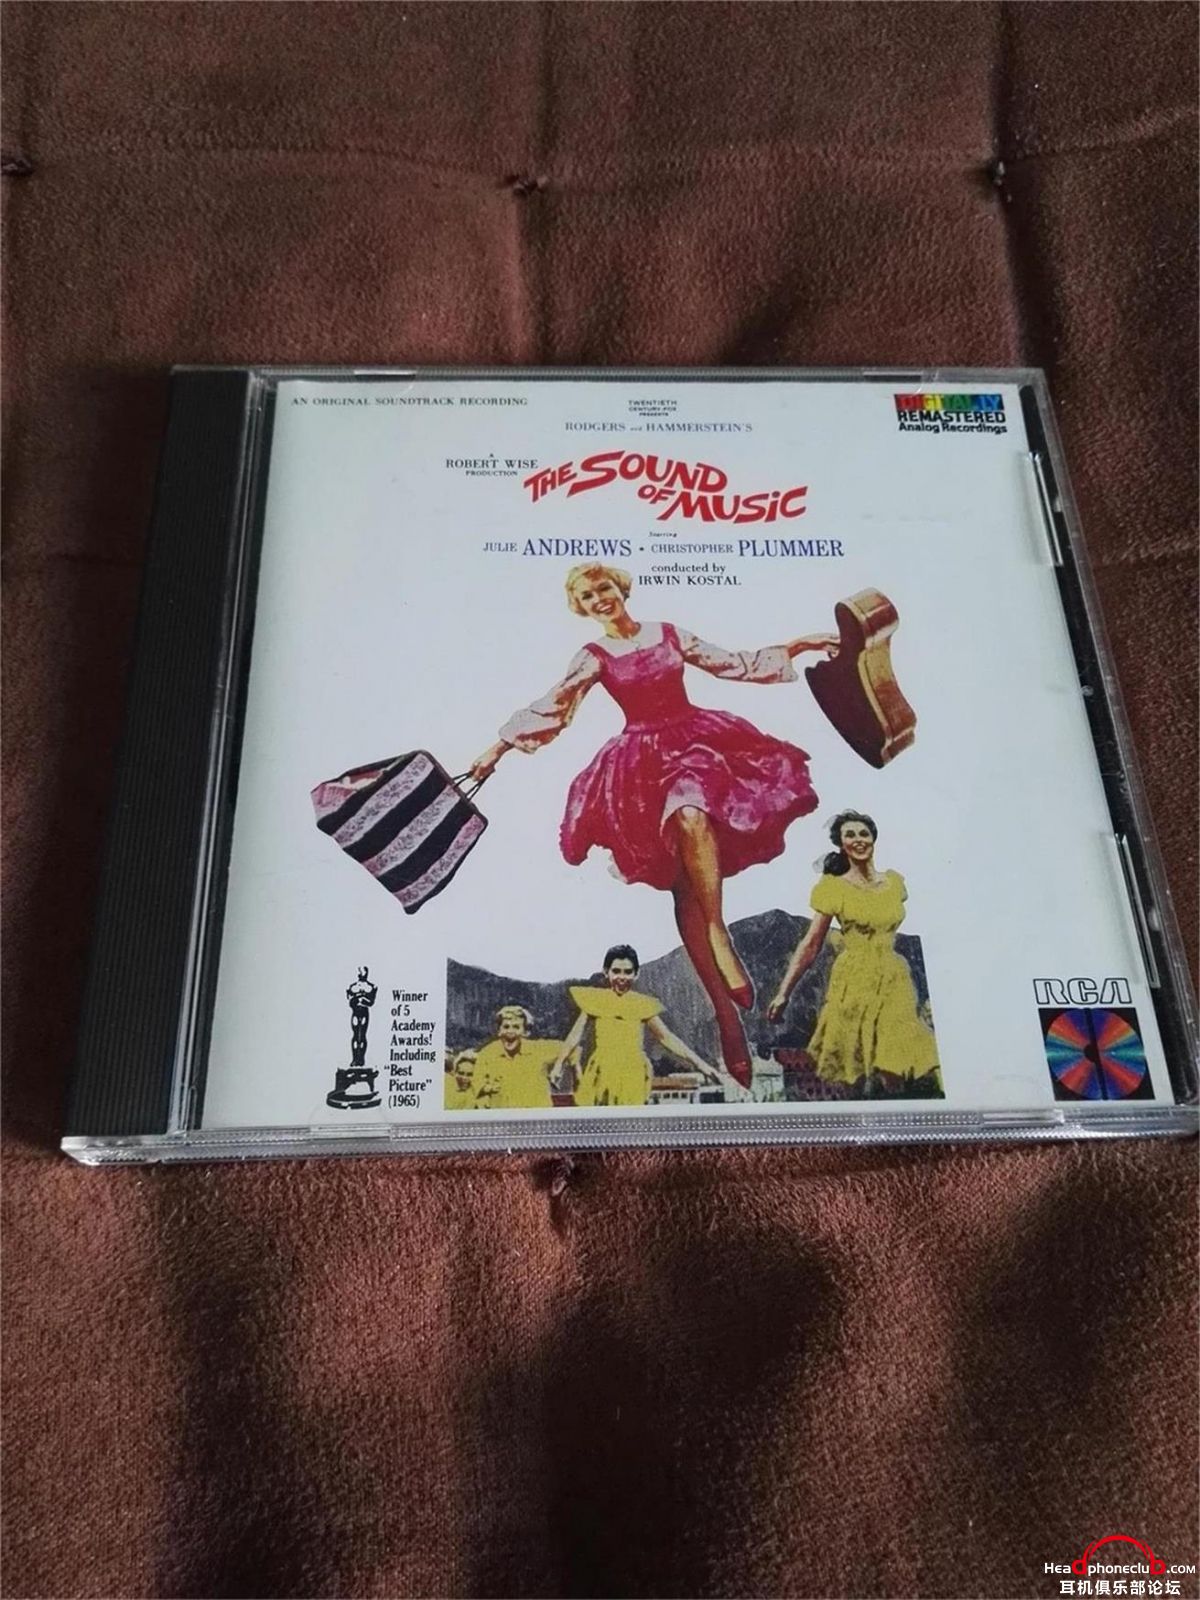 AN ORIGINAL SOUNDTRACK RECORDING
TWENTIETH
CENTURY-FOX
PRESENTS
RODGERS and HAMMERSTEIN'S
DIGITALLY
REMASTERED
Analog Recordings
A
ROBERT WISE
PRODUCTION
THE SOUND
OF MUSIC
Starring
JULIE ANDREWS • CHRISTOPHER PLUMMER
conducted by
IRWIN KOSTAL
Winner
of 5
Academy
Awards!
Including
"Best
Picture"
(1965)
RCA
Headphoneclub.com
耳机俱乐部论坛